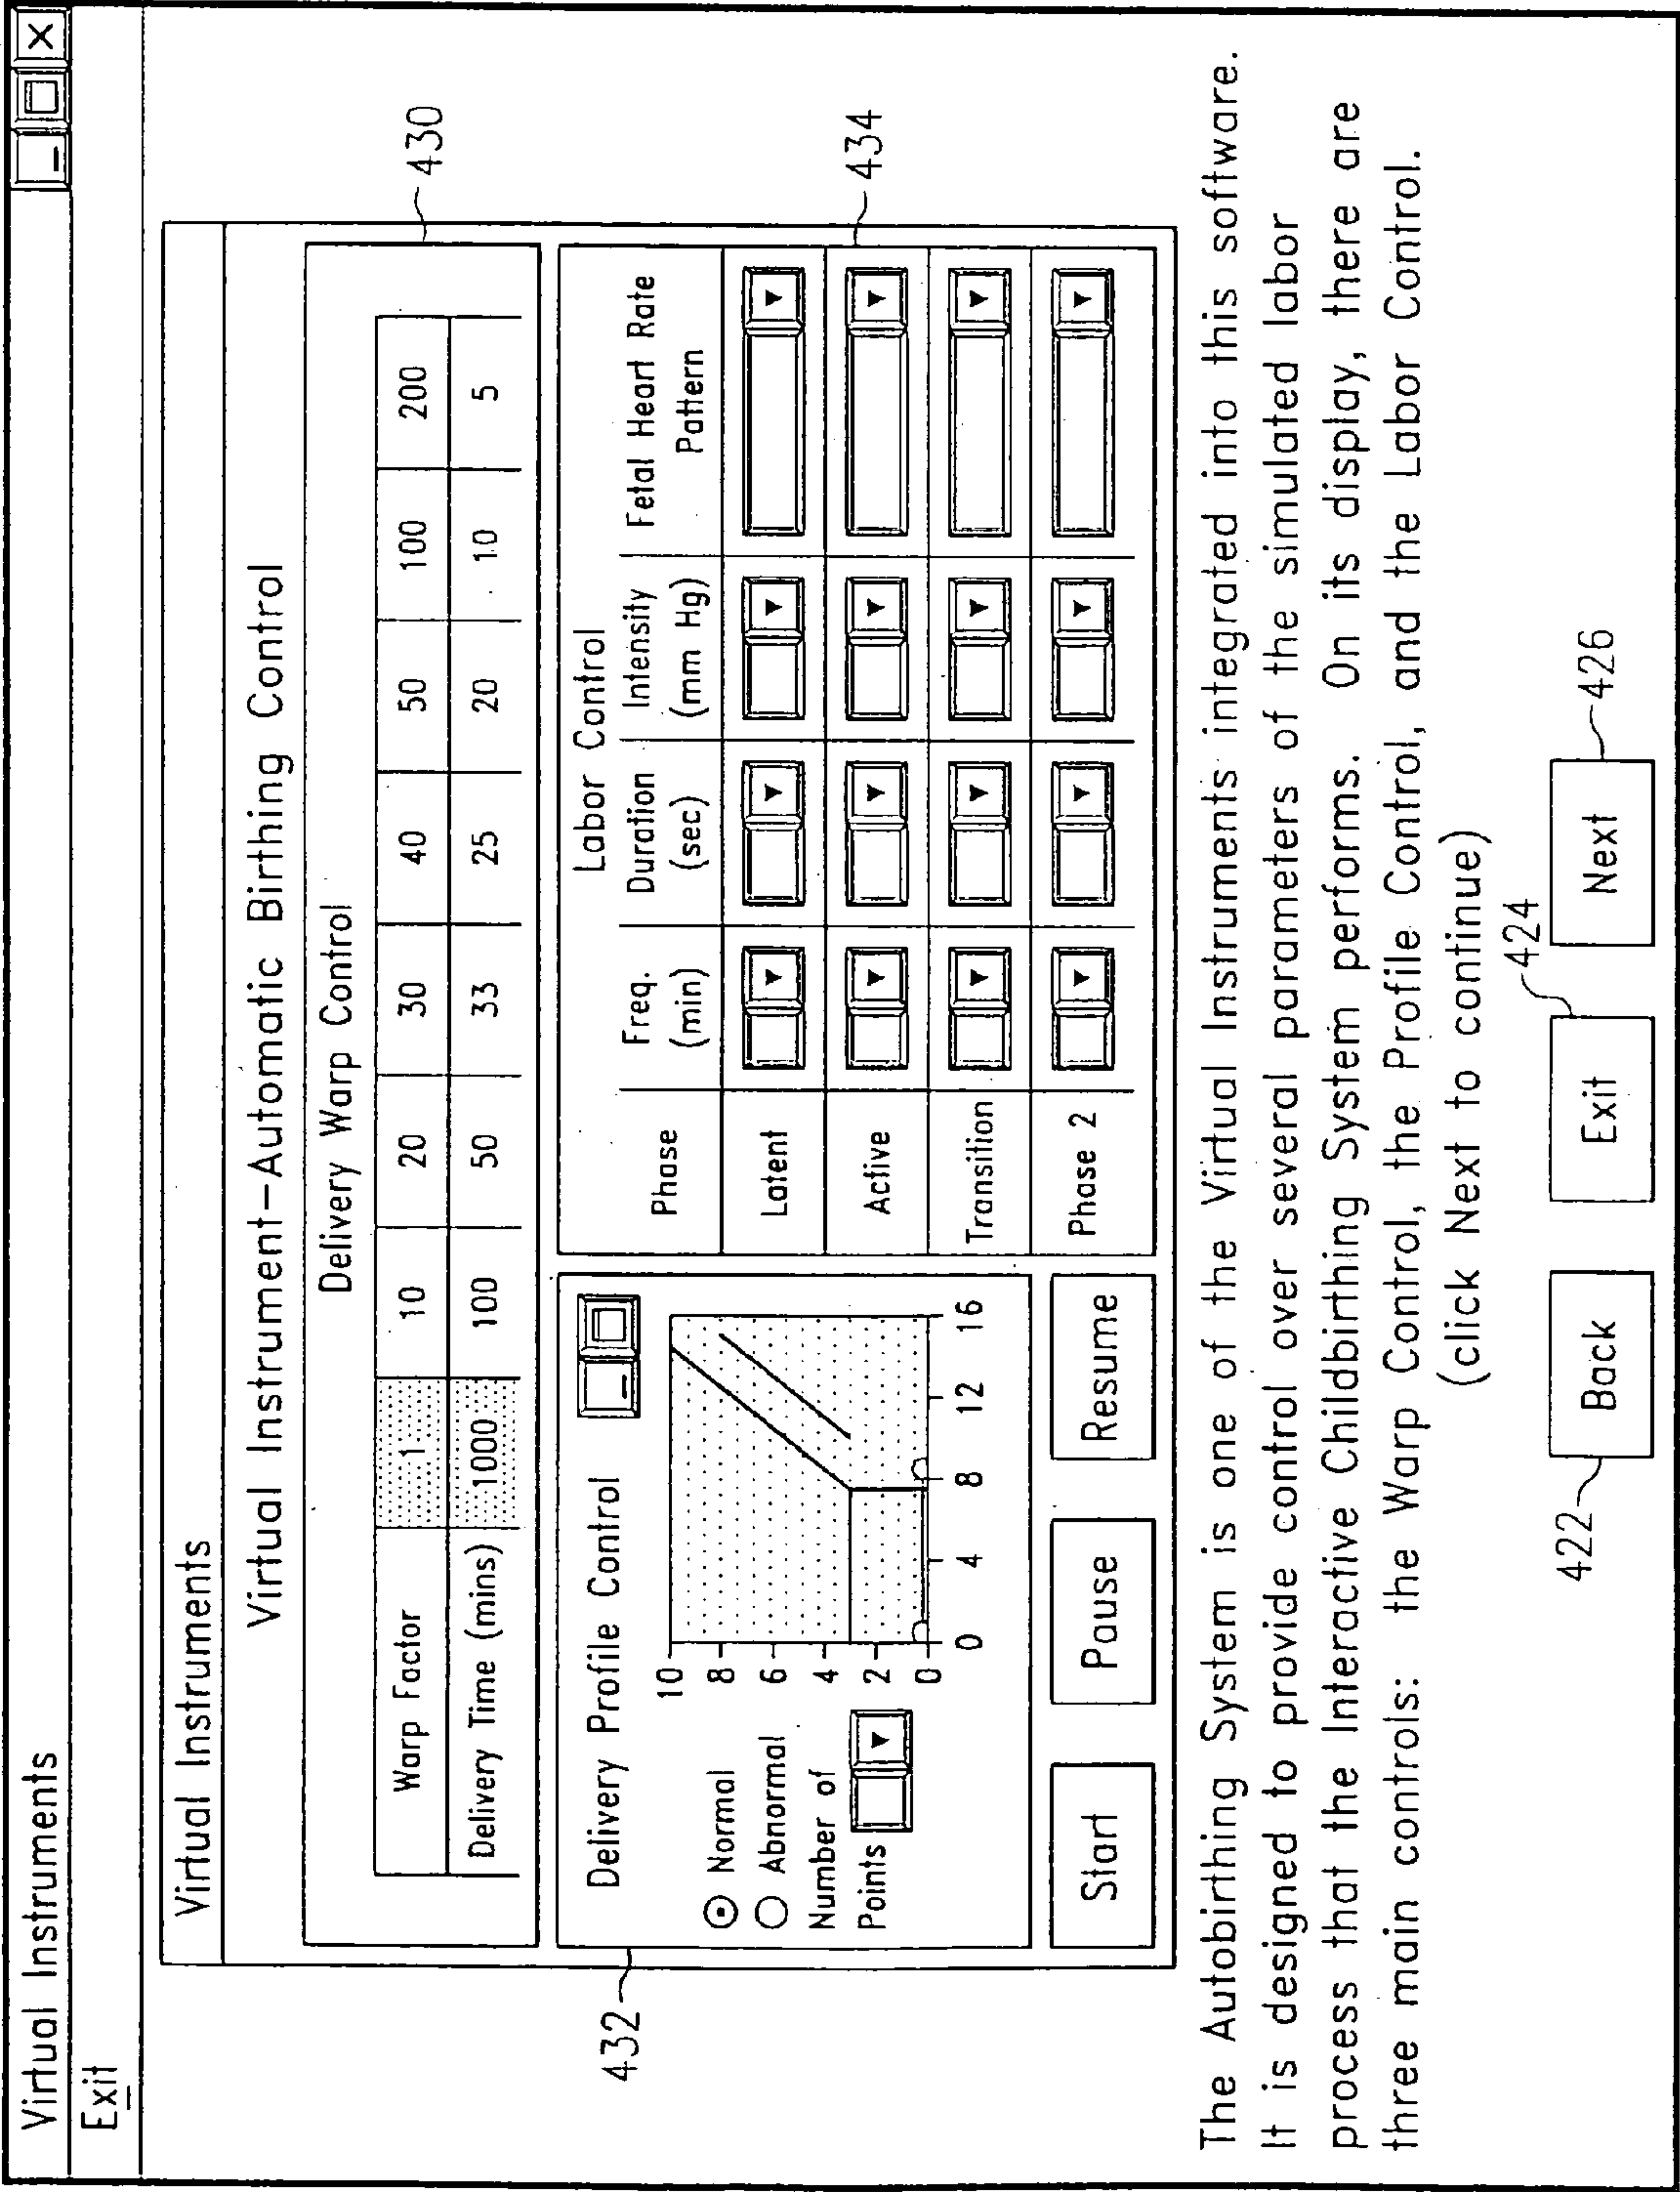 Virtual Instruments
Exit
Virtual Instruments
Virtual Instrument-Automatic Birthing Control
Delivery Warp Control
Warp Factor 1 10 20 30 40 50 100 200
Delivery Time (mins) 1000 100 50 33 25 20 10 5
430
432
Delivery Profile Control
Normal
Abnormal
Number of
Points
10
8
6
4
2
0
0 4 8 12 16
Start Pause Resume
Labor Control
Phase Freq. (min) Duration (sec) Intensity (mm Hg) Fetal Heart Rate Pattern
Latent
Active
Transition
Phase 2
434
The Autobirthing System is one of the Virtual Instruments integrated into this software.
It is designed to provide control over several parameters of the simulated labor
process that the Interactive Childbirthing System performs. On its display, there are
three main controls: the Warp Control, the Profile Control, and the Labor Control.
(click Next to continue)
422 424 426
Back Exit Next